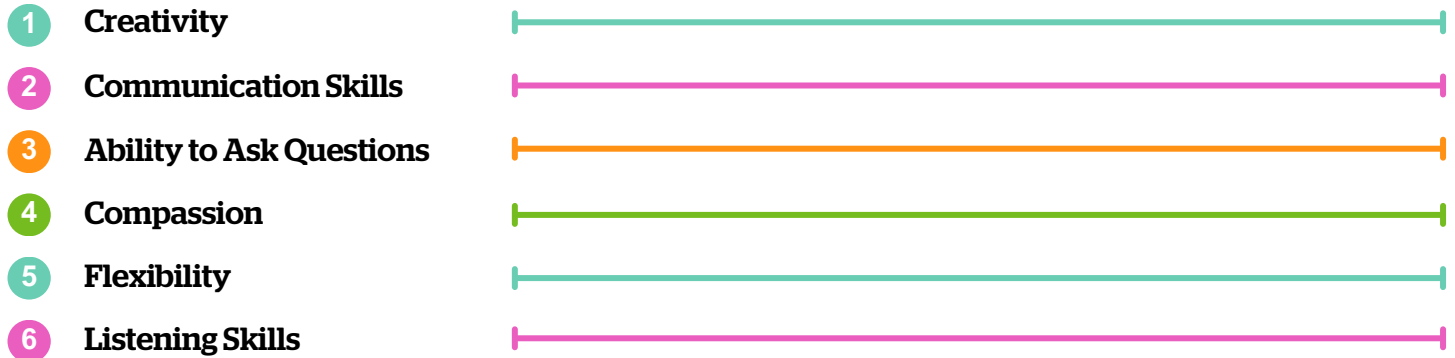 1 Creativity
2 Communication Skills
3 Ability to Ask Questions
4 Compassion
5 Flexibility
6 Listening Skills